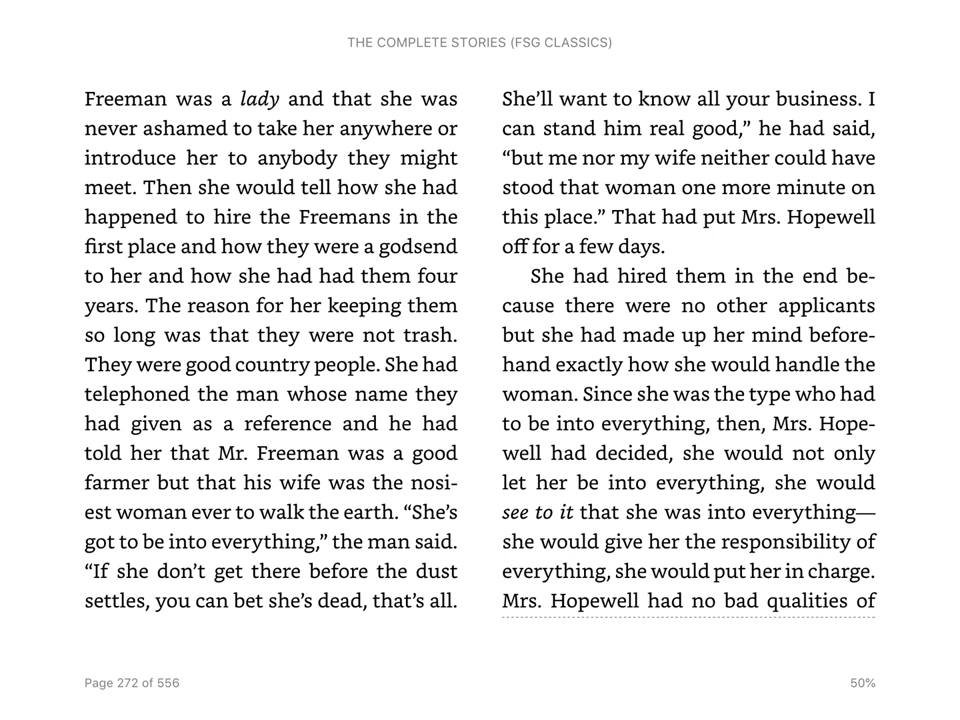 THE COMPLETE STORIES (FSG CLASSICS)
Freeman was a lady and that she was
never ashamed to take her anywhere or
introduce her to anybody they might
meet. Then she would tell how she had
happened to hire the Freemans in the
first place and how they were a godsend
to her and how she had had them four
years. The reason for her keeping them
so long was that they were not trash.
They were good country people. She had
telephoned the man whose name they
had given as a reference and he had
told her that Mr. Freeman was a good
farmer but that his wife was the nosi-
est woman ever to walk the earth. “She’s
got to be into everything,” the man said.
“If she don’t get there before the dust
settles, you can bet she’s dead, that’s all.
She’ll want to know all your business. I
can stand him real good,” he had said,
“but me nor my wife neither could have
stood that woman one more minute on
this place.” That had put Mrs. Hopewell
off for a few days.
She had hired them in the end be-
cause there were no other applicants
but she had made up her mind before-
hand exactly how she would handle the
woman. Since she was the type who had
to be into everything, then, Mrs. Hope-
well had decided, she would not only
let her be into everything, she would
see to it that she was into everything—
she would give her the responsibility of
everything, she would put her in charge.
Mrs. Hopewell had no bad qualities of
Page 272 of 556
50%